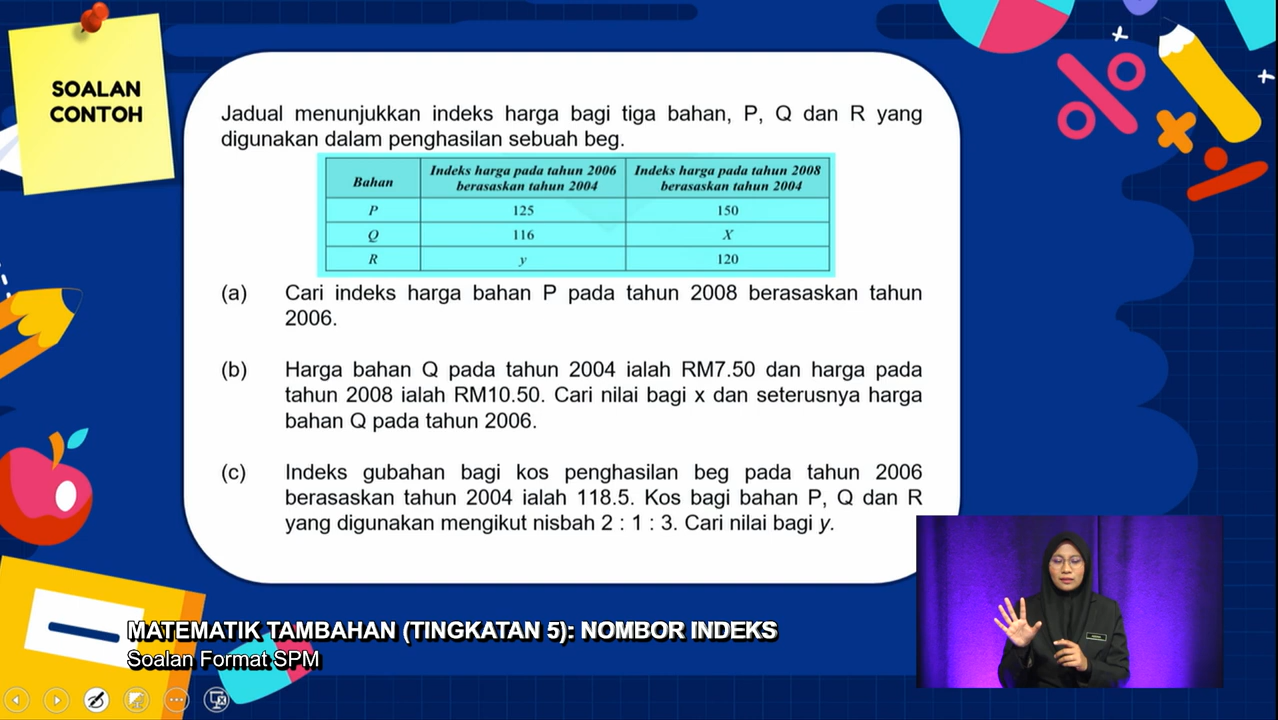 SOALAN
CONTOH
Jadual menunjukkan indeks harga bagi tiga bahan, P, Q dan R yang
digunakan dalam penghasilan sebuah beg.
Bahan
Indeks harga pada tahun 2006
berasaskan tahun 2004
Indeks harga pada tahun 2008
berasaskan tahun 2004
P 125 150
Q 116 X
R y 120
(a) Cari indeks harga bahan P pada tahun 2008 berasaskan tahun
2006.
(b) Harga bahan Q pada tahun 2004 ialah RM7.50 dan harga pada
tahun 2008 ialah RM10.50. Cari nilai bagi x dan seterusnya harga
bahan Q pada tahun 2006.
(c) Indeks gubahan bagi kos penghasilan beg pada tahun 2006
berasaskan tahun 2004 ialah 118.5. Kos bagi bahan P, Q dan R
yang digunakan mengikut nisbah 2 : 1 : 3. Cari nilai bagi y.
MATEMATIK TAMBAHAN (TINGKATAN 5): NOMBOR INDEKS
Soalan Format SPM